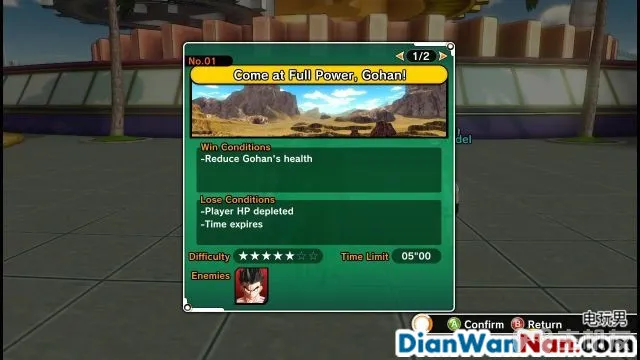 No.01
1/2
Come at Full Power, Gohan!
Win Conditions
-Reduce Gohan's health
del
Lose Conditions
-Player HP depleted
-Time expires
Difficulty ★★★★★☆☆ Time Limit 05"00
Enemies
A Confirm B Return
电玩男
DianWanNan.com